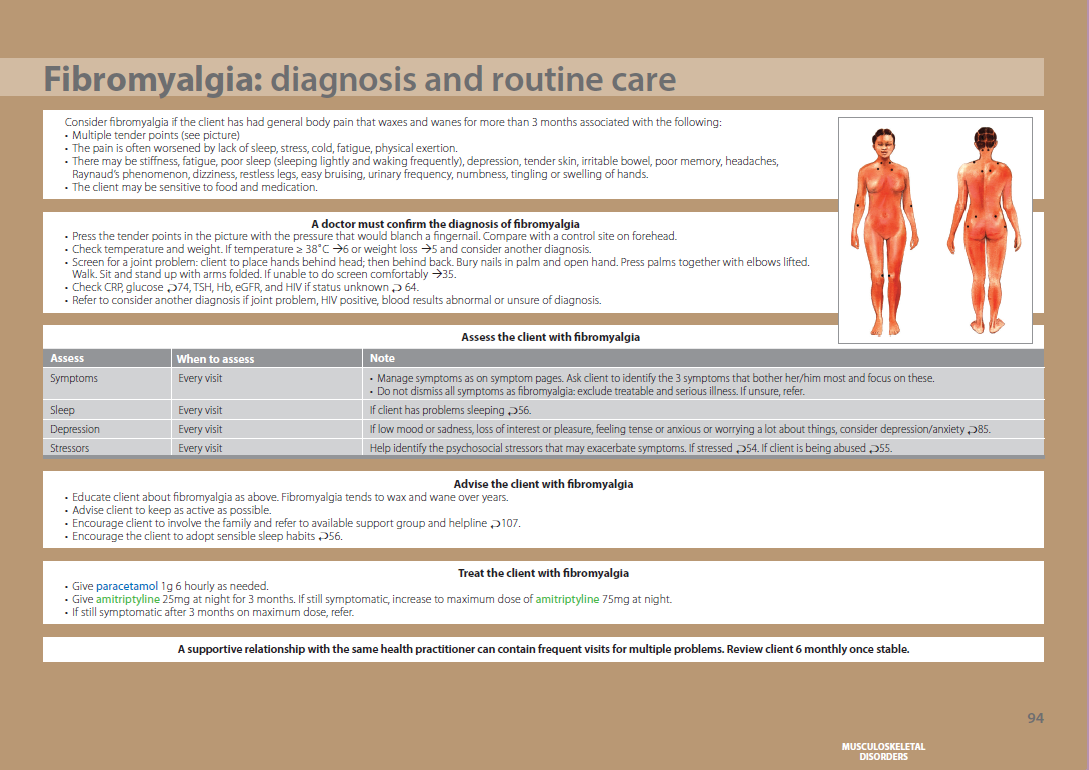 Fibromyalgia: diagnosis and routine care
Consider fibromyalgia if the client has had general body pain that waxes and wanes for more than 3 months associated with the following:
• Multiple tender points (see picture)
• The pain is often worsened by lack of sleep, stress, cold, fatigue, physical exertion.
• There may be stiffness, fatigue, poor sleep (sleeping lightly and waking frequently), depression, tender skin, irritable bowel, poor memory, headaches,
Raynaud's phenomenon, dizziness, restless legs, easy bruising, urinary frequency, numbness, tingling or swelling of hands.
• The client may be sensitive to food and medication.
A doctor must confirm the diagnosis of fibromyalgia
• Press the tender points in the picture with the pressure that would blanch a fingernail. Compare with a control site on forehead.
• Check temperature and weight. If temperature ≥ 38˚C →6 or weight loss →5 and consider another diagnosis.
• Screen for a joint problem: client to place hands behind head; then behind back. Bury nails in palm and open hand. Press palms together with elbows lifted.
Walk. Sit and stand up with arms folded. If unable to do screen comfortably →35.
• Check CRP, glucose ⮌74, TSH, Hb, eGFR, and HIV if status unknown ⮌ 64.
• Refer to consider another diagnosis if joint problem, HIV positive, blood results abnormal or unsure of diagnosis.
Assess the client with fibromyalgia
Assess When to assess Note
Symptoms Every visit • Manage symptoms as on symptom pages. Ask client to identify the 3 symptoms that bother her/him most and focus on these.
• Do not dismiss all symptoms as fibromyalgia: exclude treatable and serious illness. If unsure, refer.
Sleep Every visit If client has problems sleeping ⮌56.
Depression Every visit If low mood or sadness, loss of interest or pleasure, feeling tense or anxious or worrying a lot about things, consider depression/anxiety ⮌85.
Stressors Every visit Help identify the psychosocial stressors that may exacerbate symptoms. If stressed ⮌54. If client is being abused ⮌55.
Advise the client with fibromyalgia
• Educate client about fibromyalgia as above. Fibromyalgia tends to wax and wane over years.
• Advise client to keep as active as possible.
• Encourage client to involve the family and refer to available support group and helpline ⮌107.
• Encourage the client to adopt sensible sleep habits ⮌56.
Treat the client with fibromyalgia
• Give paracetamol 1g 6 hourly as needed.
• Give amitriptyline 25mg at night for 3 months. If still symptomatic, increase to maximum dose of amitriptyline 75mg at night.
• If still symptomatic after 3 months on maximum dose, refer.
A supportive relationship with the same health practitioner can contain frequent visits for multiple problems. Review client 6 monthly once stable.
94
MUSCULOSKELETAL
DISORDERS